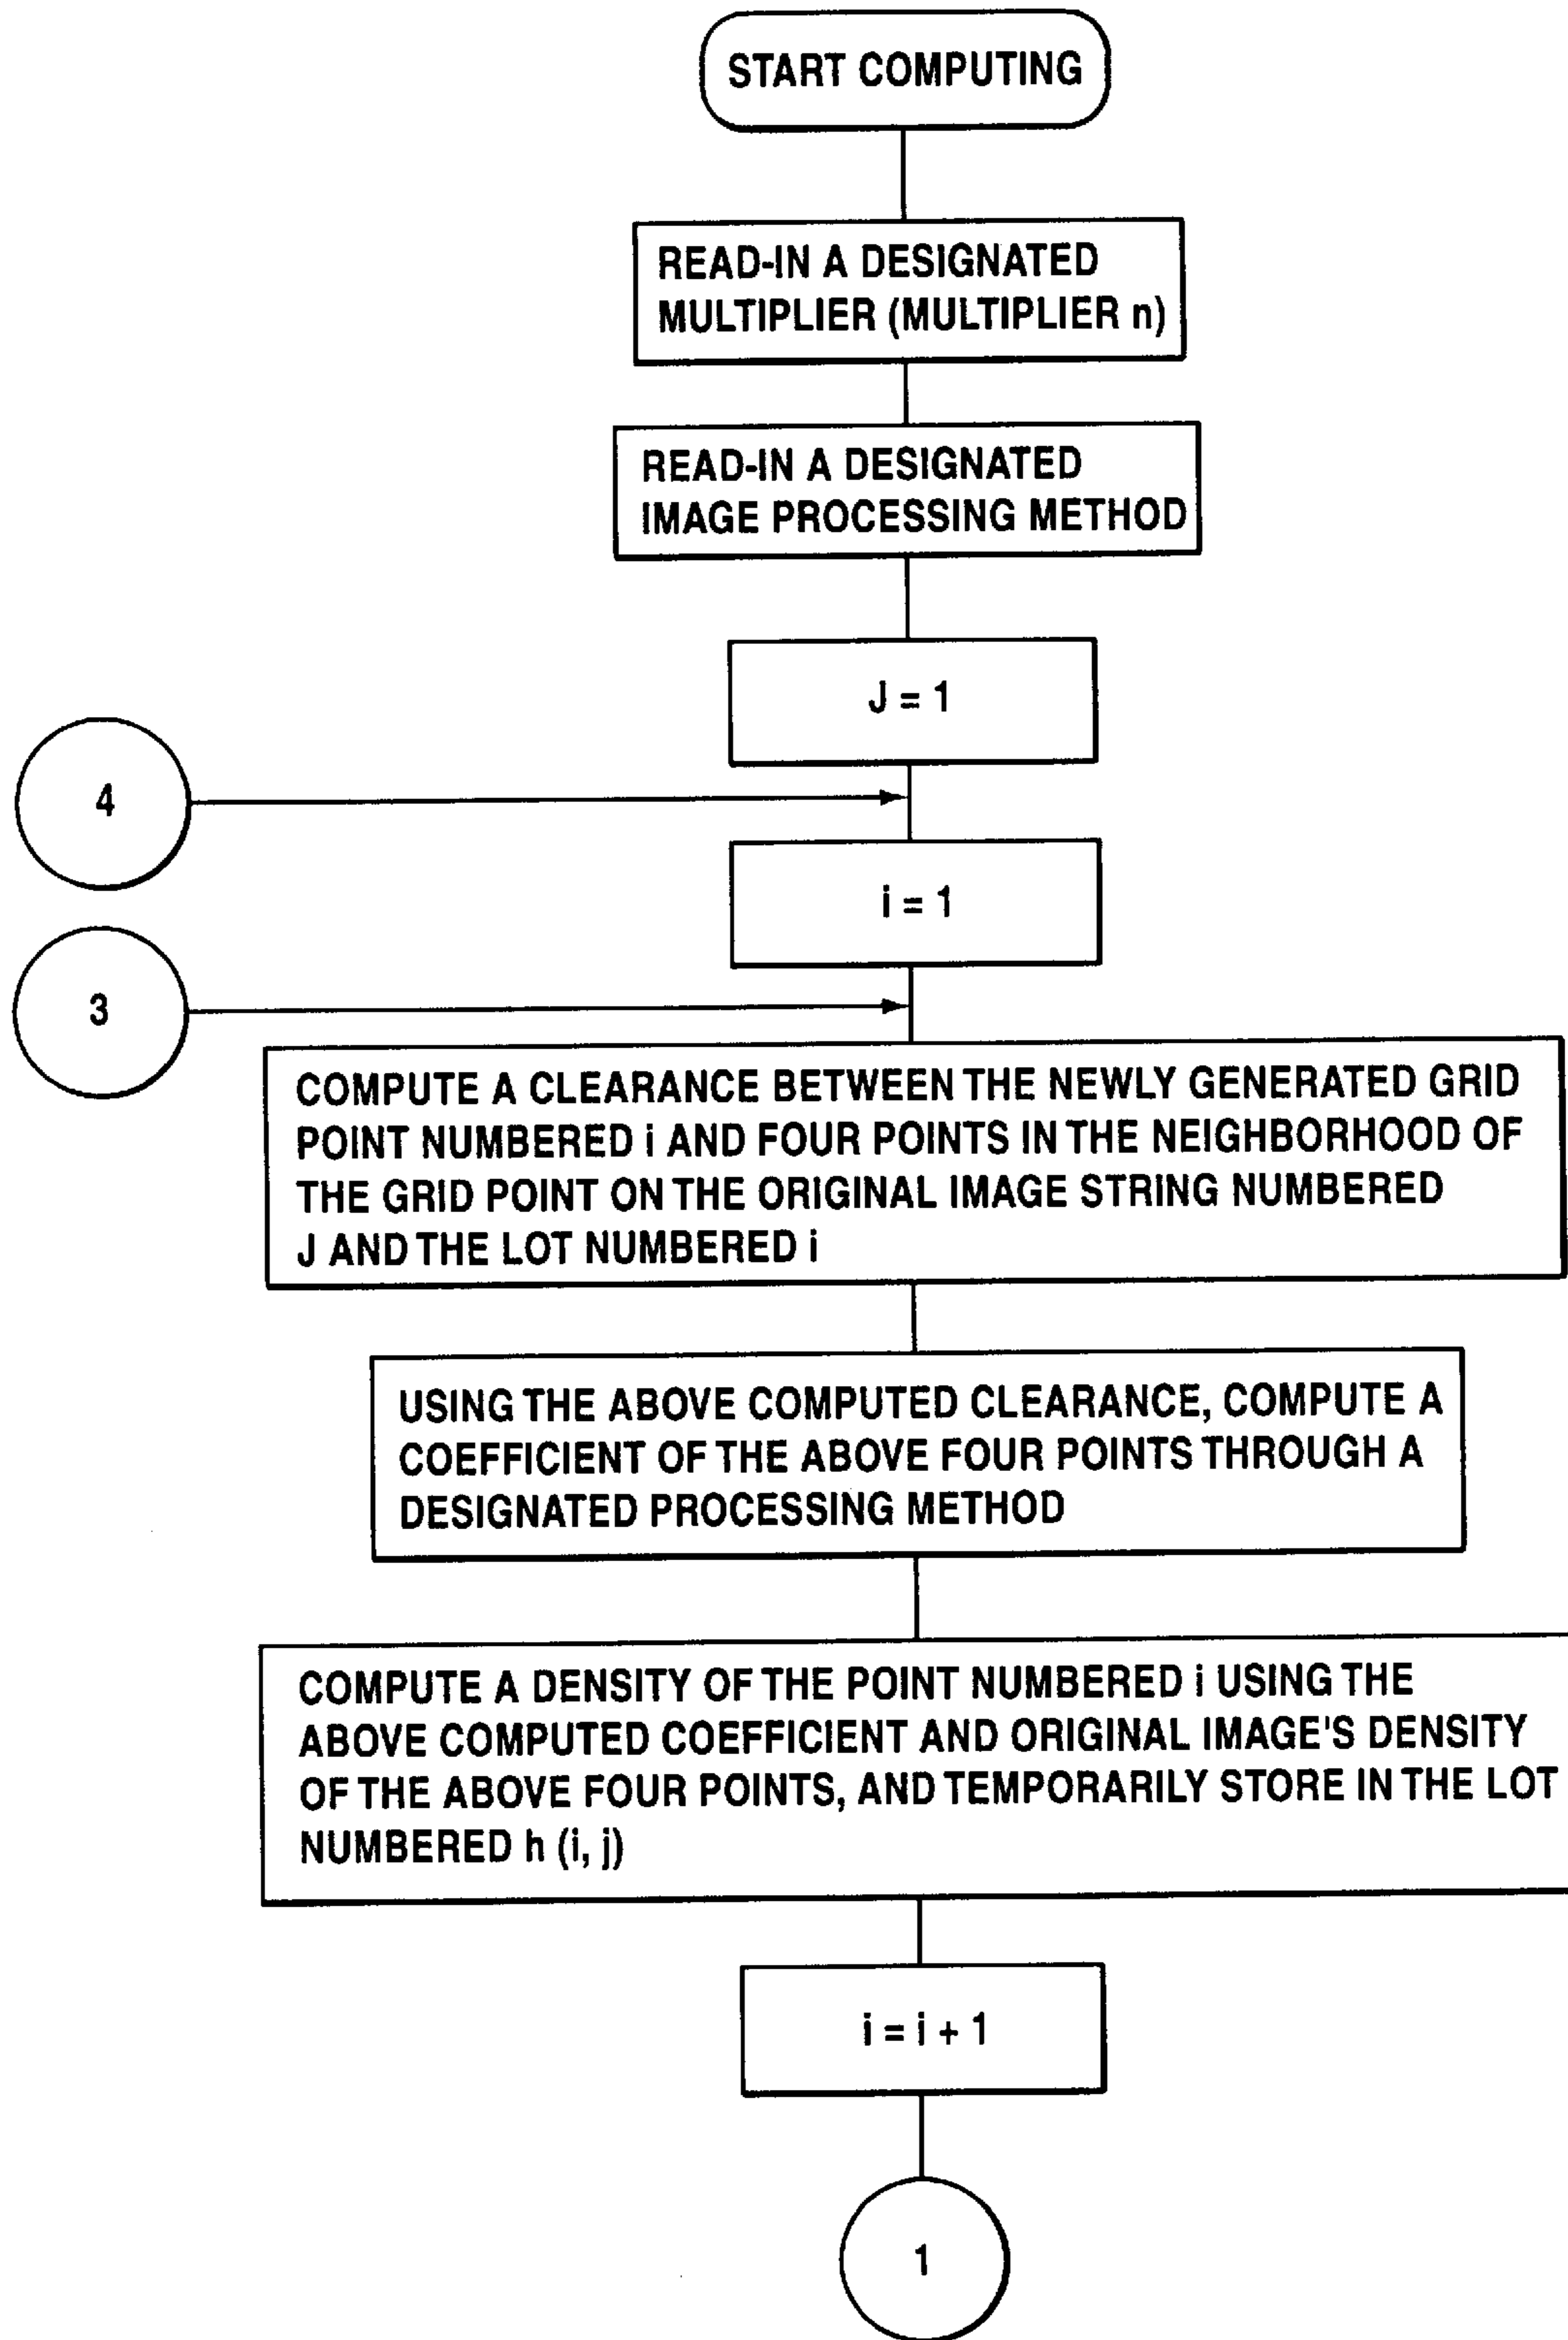 START COMPUTING
READ-IN A DESIGNATED
MULTIPLIER (MULTIPLIER n)
READ-IN A DESIGNATED
IMAGE PROCESSING METHOD
J = 1
4
i = 1
3
COMPUTE A CLEARANCE BETWEEN THE NEWLY GENERATED GRID
POINT NUMBERED i AND FOUR POINTS IN THE NEIGHBORHOOD OF
THE GRID POINT ON THE ORIGINAL IMAGE STRING NUMBERED
J AND THE LOT NUMBERED i
USING THE ABOVE COMPUTED CLEARANCE, COMPUTE A
COEFFICIENT OF THE ABOVE FOUR POINTS THROUGH A
DESIGNATED PROCESSING METHOD
COMPUTE A DENSITY OF THE POINT NUMBERED i USING THE
ABOVE COMPUTED COEFFICIENT AND ORIGINAL IMAGE'S DENSITY
OF THE ABOVE FOUR POINTS, AND TEMPORARILY STORE IN THE LOT
NUMBERED h (i, j)
i = i + 1
1